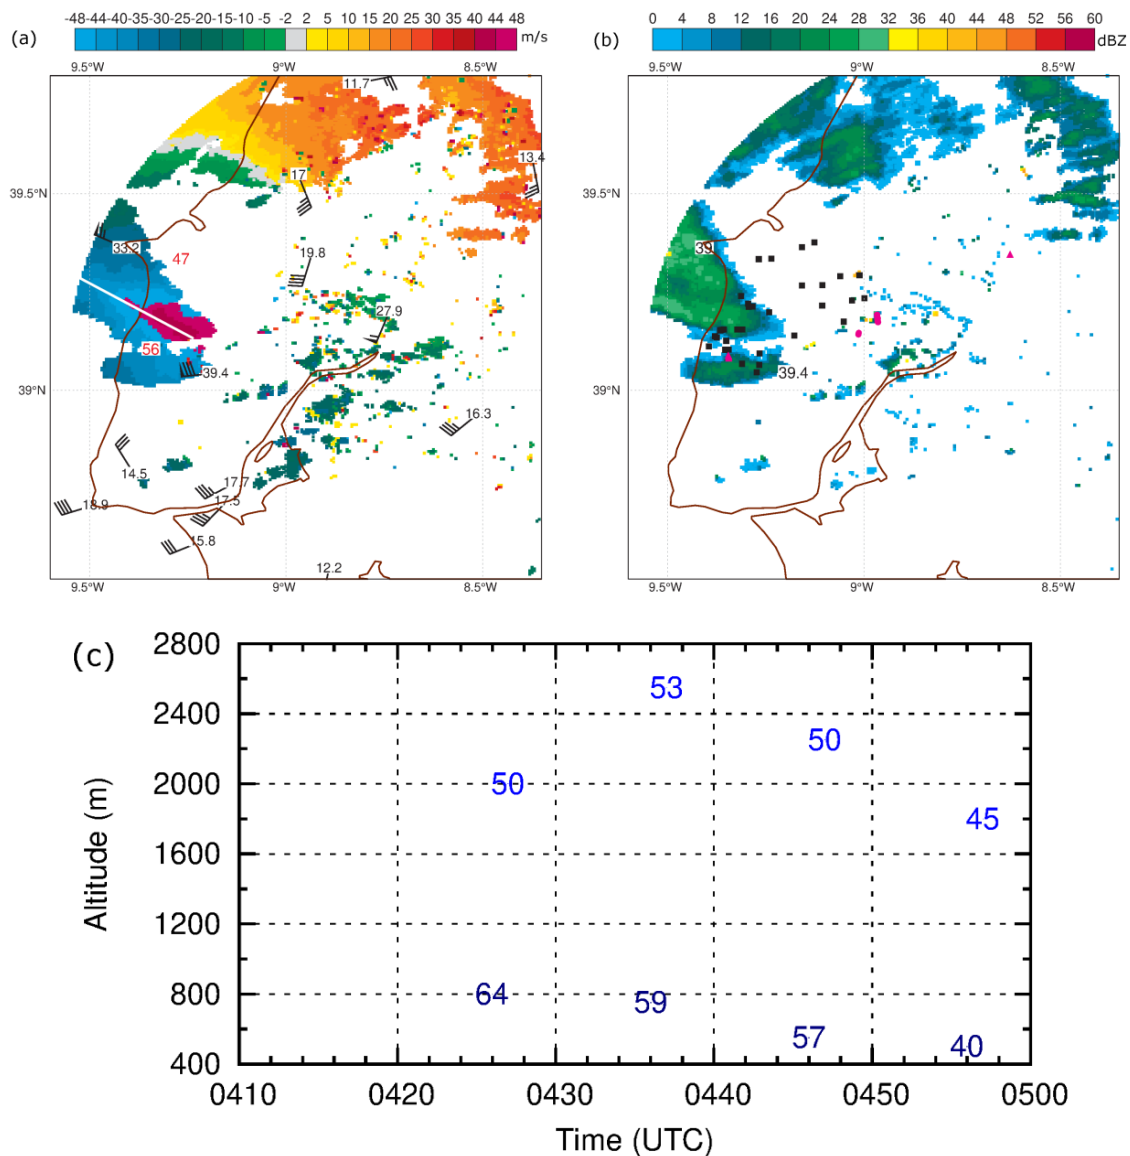 (a)
-48-44-40-35-30-25-20-15-10 -5 -2 2 5 10 15 20 25 30 35 40 44 48
m/s
9.5°W 9°W 8.5°W
11.7
13.4
17
39.5°N
33.2
47
19.8
27.9
56
39.4
39°N
16.3
14.5
17.7
17.5
18.9
15.8
12.2
9.5°W 9°W 8.5°W
(b)
0 4 8 12 16 20 24 28 32 36 40 44 48 52 56 60
dBZ
9.5°W 9°W 8.5°W
39.5°N
39
39.4
39°N
9.5°W 9°W 8.5°W
(c)
2800
2400
2000
1600
1200
800
400
Altitude (m)
53
50
50
45
64
59
57
40
0410 0420 0430 0440 0450 0500
Time (UTC)